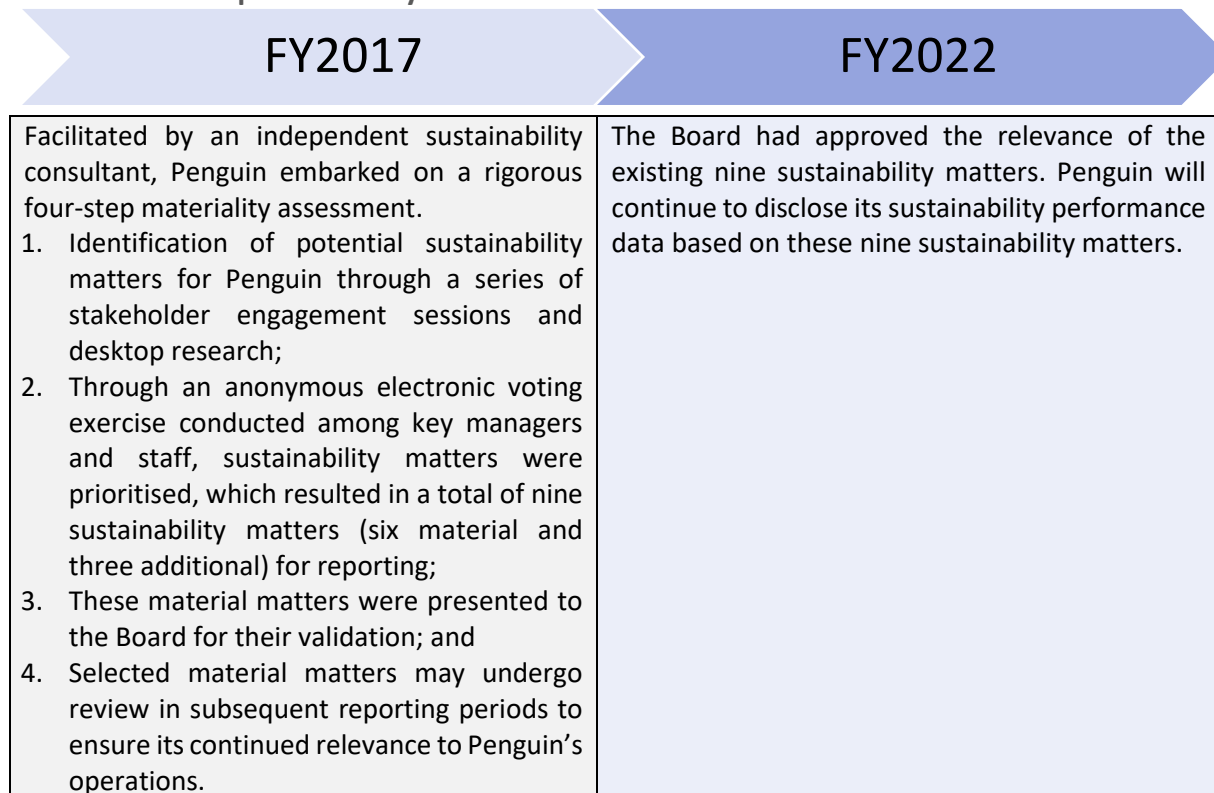 FY2017
FY2022
Facilitated by an independent sustainability
consultant, Penguin embarked on a rigorous
four-step materiality assessment.
1. Identification of potential sustainability
matters for Penguin through a series of
stakeholder engagement sessions and
desktop research;
2. Through an anonymous electronic voting
exercise conducted among key managers
and staff, sustainability matters were
prioritised, which resulted in a total of nine
sustainability matters (six material and
three additional) for reporting;
3. These material matters were presented to
the Board for their validation; and
4. Selected material matters may undergo
review in subsequent reporting periods to
ensure its continued relevance to Penguin's
operations.
The Board had approved the relevance of the
existing nine sustainability matters. Penguin will
continue to disclose its sustainability performance
data based on these nine sustainability matters.